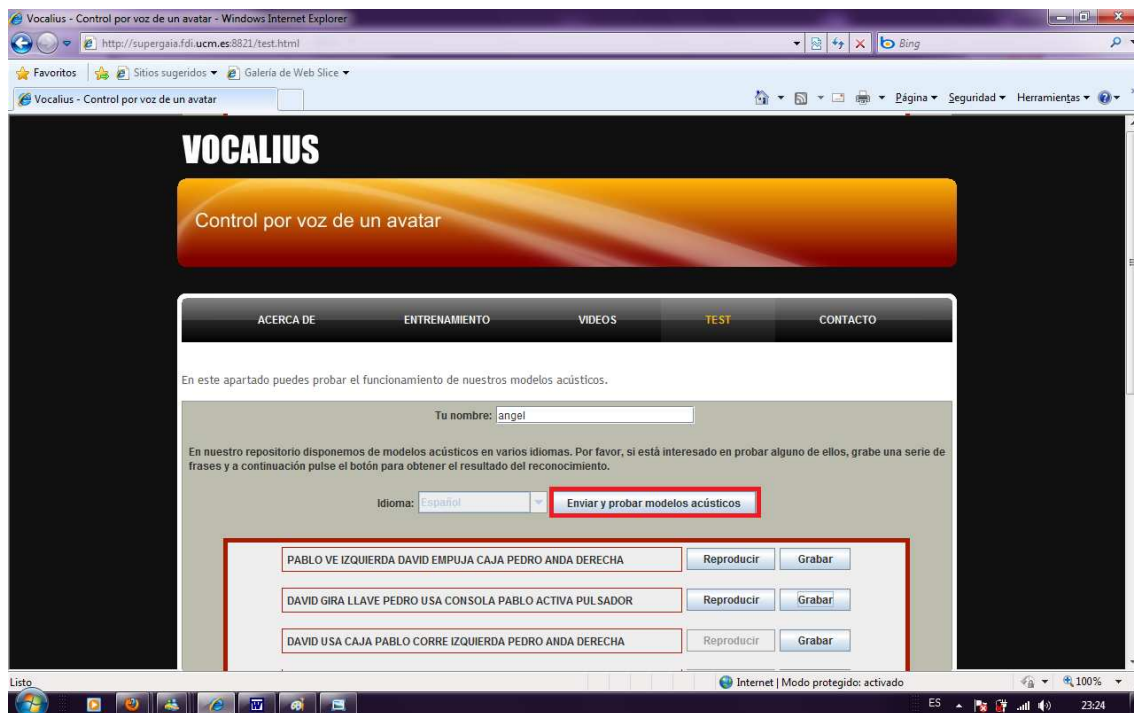 Vocalius - Control por voz de un avatar - Windows Internet Explorer
http://supergaia.fdi.ucm.es:8821/test.html
Bing
Favoritos
Sitios sugeridos
Galería de Web Slice
Vocalius - Control por voz de un avatar
Página
Seguridad
Herramientas
VOCALIUS
Control por voz de un avatar
ACERCA DE
ENTRENAMIENTO
VIDEOS
TEST
CONTACTO
En este apartado puedes probar el funcionamiento de nuestros modelos acústicos.
Tu nombre: angel
En nuestro repositorio disponemos de modelos acústicos en varios idiomas. Por favor, si está interesado en probar alguno de ellos, grabe una serie de
frases y a continuación pulse el botón para obtener el resultado del reconocimiento.
Idioma: Español Enviar y probar modelos acústicos
PABLO VE IZQUIERDA DAVID EMPUJA CAJA PEDRO ANDA DERECHA Reproducir Grabar
DAVID GIRA LLAVE PEDRO USA CONSOLA PABLO ACTIVA PULSADOR Reproducir Grabar
DAVID USA CAJA PABLO CORRE IZQUIERDA PEDRO ANDA DERECHA Reproducir Grabar
Listo
Internet | Modo protegido: activado
100%
ES
23:24